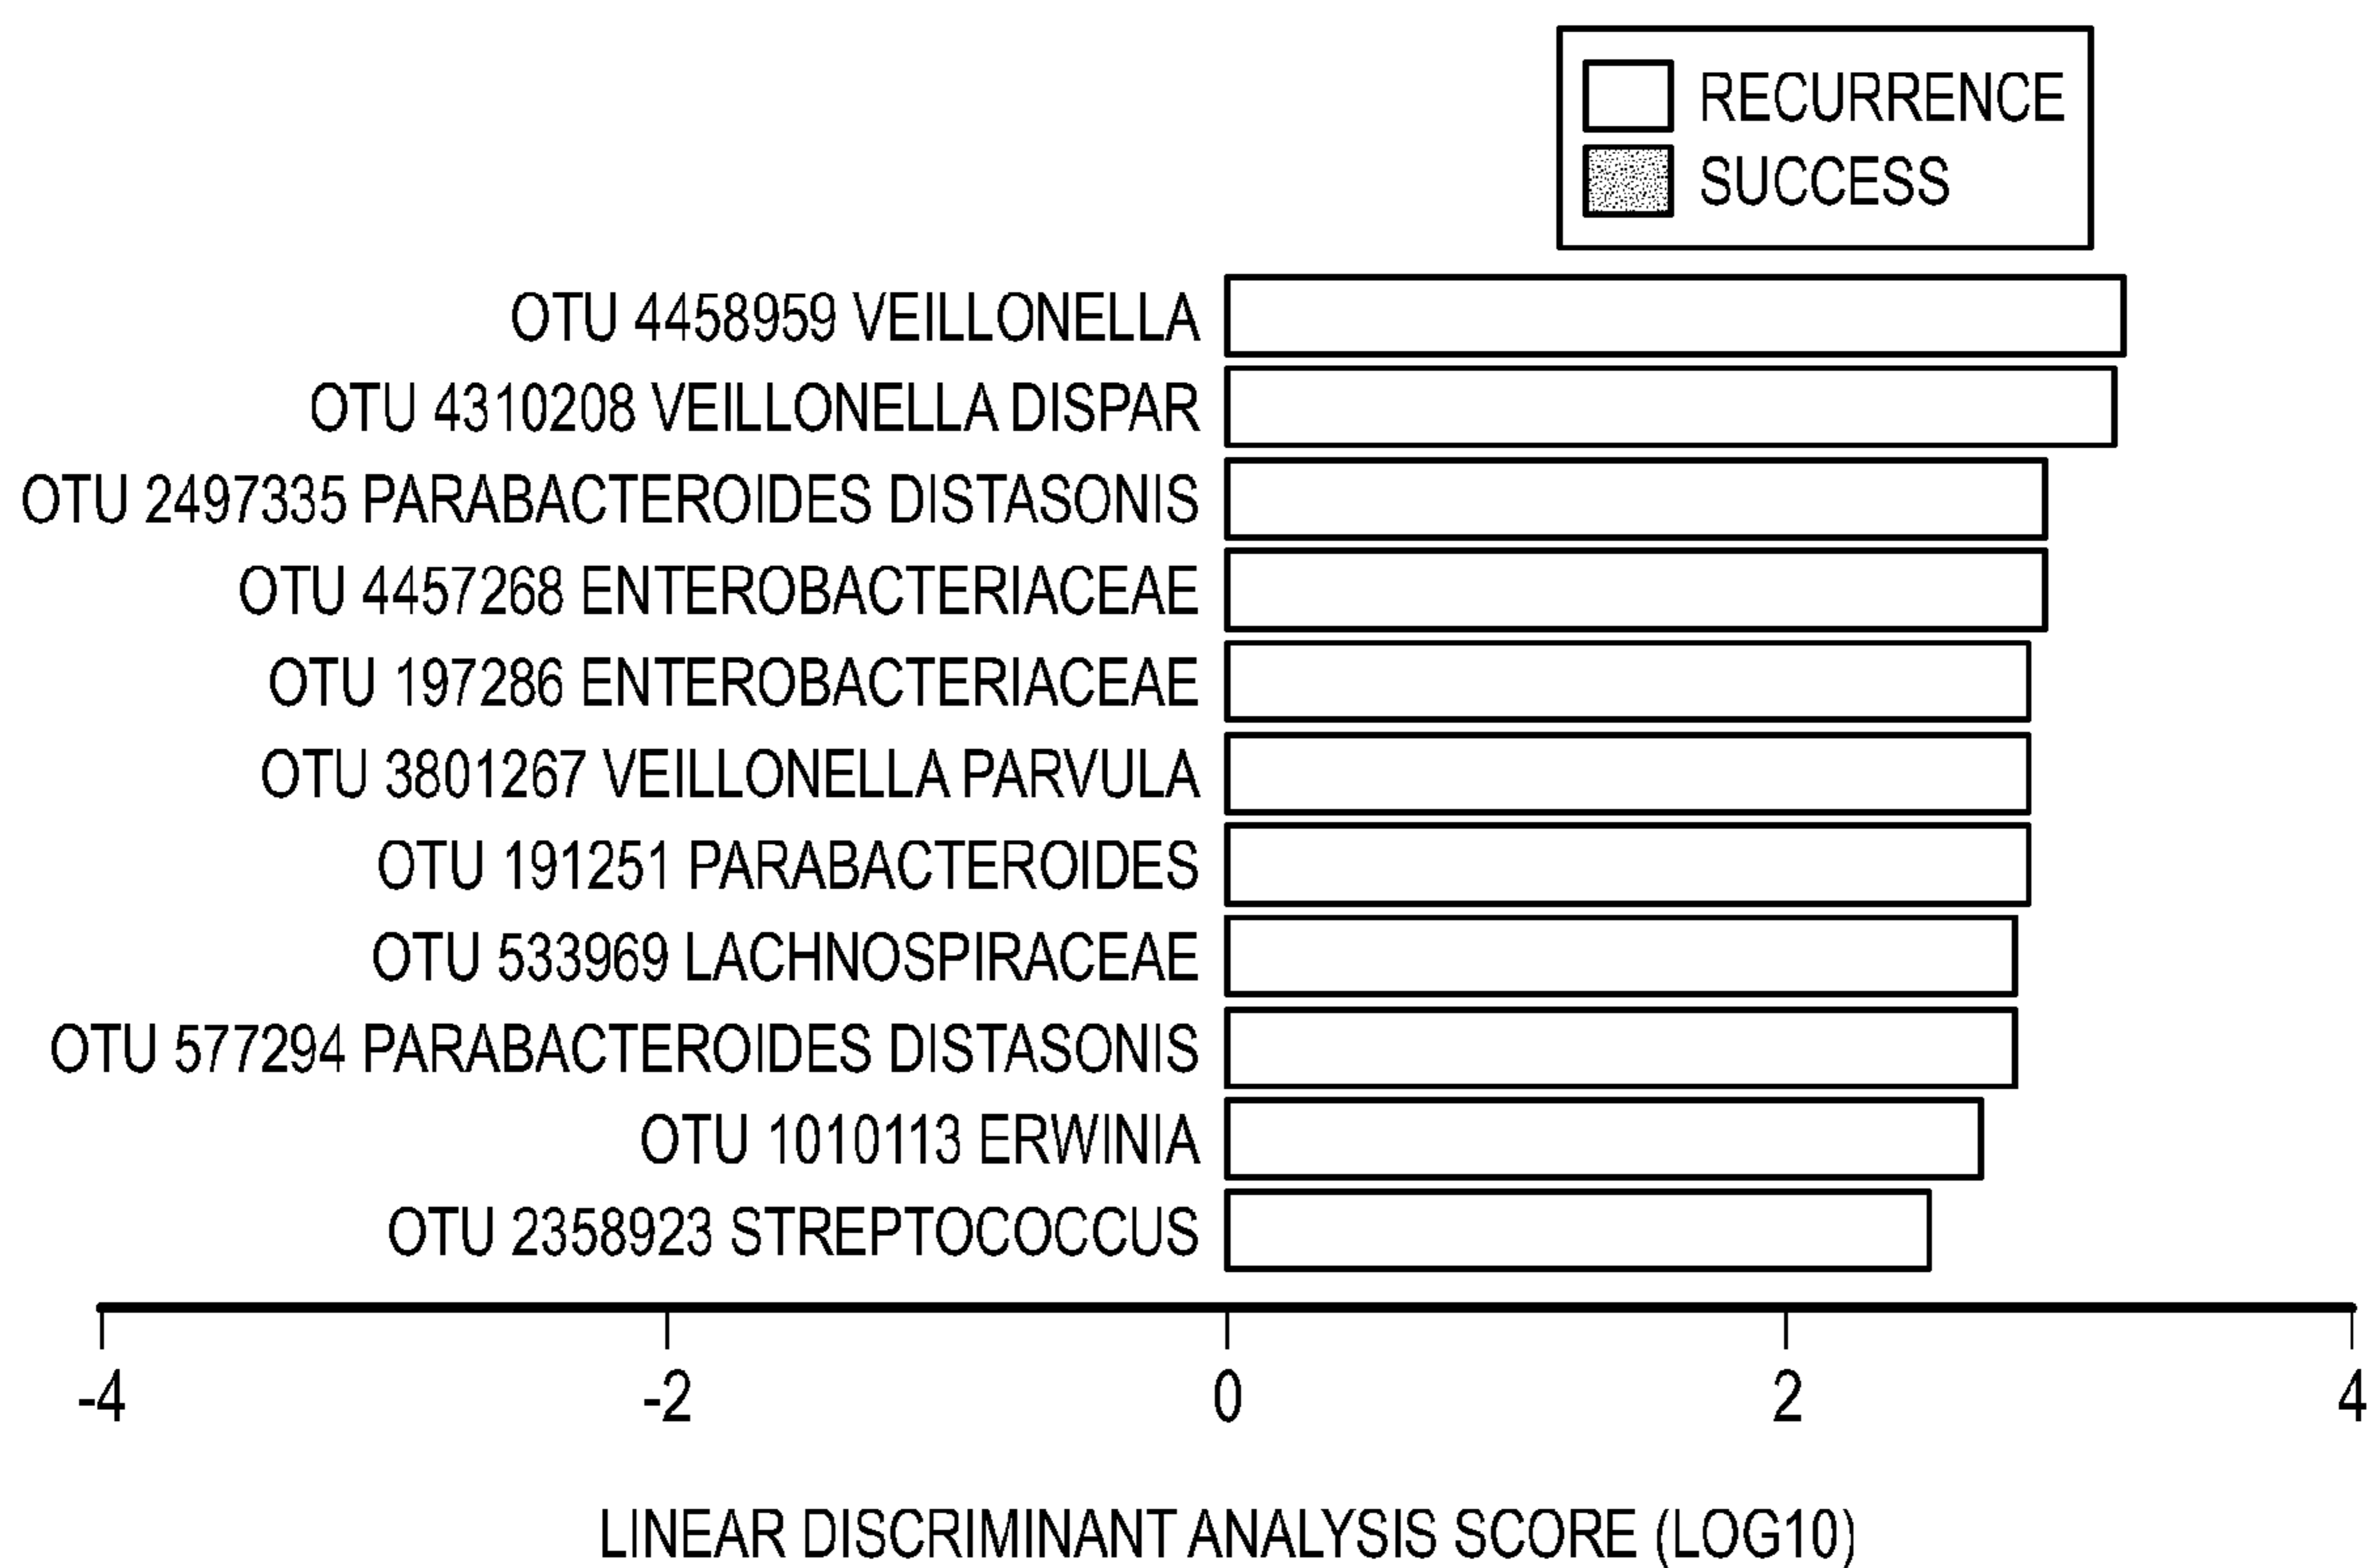 RECURRENCE
SUCCESS
OTU 4458959 VEILLONELLA
OTU 4310208 VEILLONELLA DISPAR
OTU 2497335 PARABACTEROIDES DISTASONIS
OTU 4457268 ENTEROBACTERIACEAE
OTU 197286 ENTEROBACTERIACEAE
OTU 3801267 VEILLONELLA PARVULA
OTU 191251 PARABACTEROIDES
OTU 533969 LACHNOSPIRACEAE
OTU 577294 PARABACTEROIDES DISTASONIS
OTU 1010113 ERWINIA
OTU 2358923 STREPTOCOCCUS
-4 -2 0 2 4
LINEAR DISCRIMINANT ANALYSIS SCORE (LOG10)